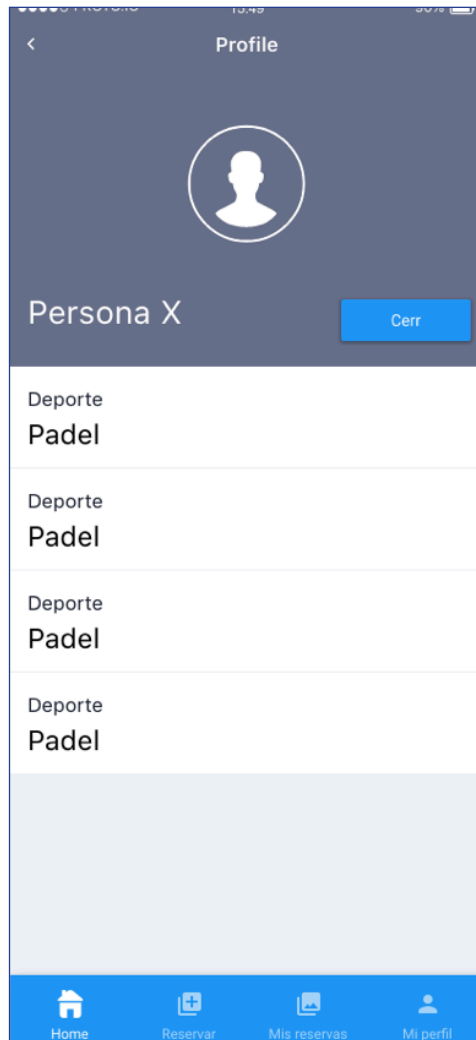 Profile
Persona X
Cerr
Deporte
Padel
Deporte
Padel
Deporte
Padel
Deporte
Padel
Home
Reservar
Mis reservas
Mi perfil